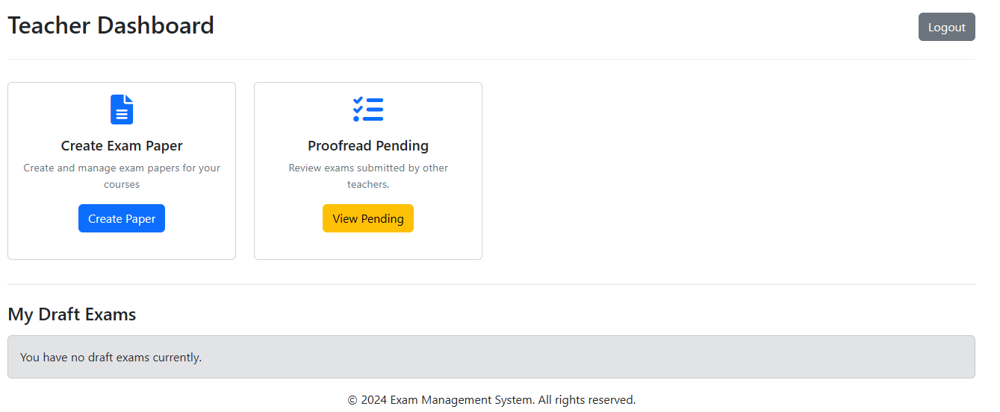 Teacher Dashboard
Logout
Create Exam Paper
Create and manage exam papers for your
courses
Create Paper
Proofread Pending
Review exams submitted by other
teachers.
View Pending
My Draft Exams
You have no draft exams currently.
© 2024 Exam Management System. All rights reserved.